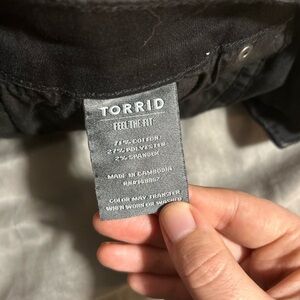 TORRID
FEEL THE FIT
71% COTTON
27% POLYESTER
2% SPANDEX
MADE IN CAMBODIA
COLOR MAY TRANSFER
WHEN WORN OR WASHED